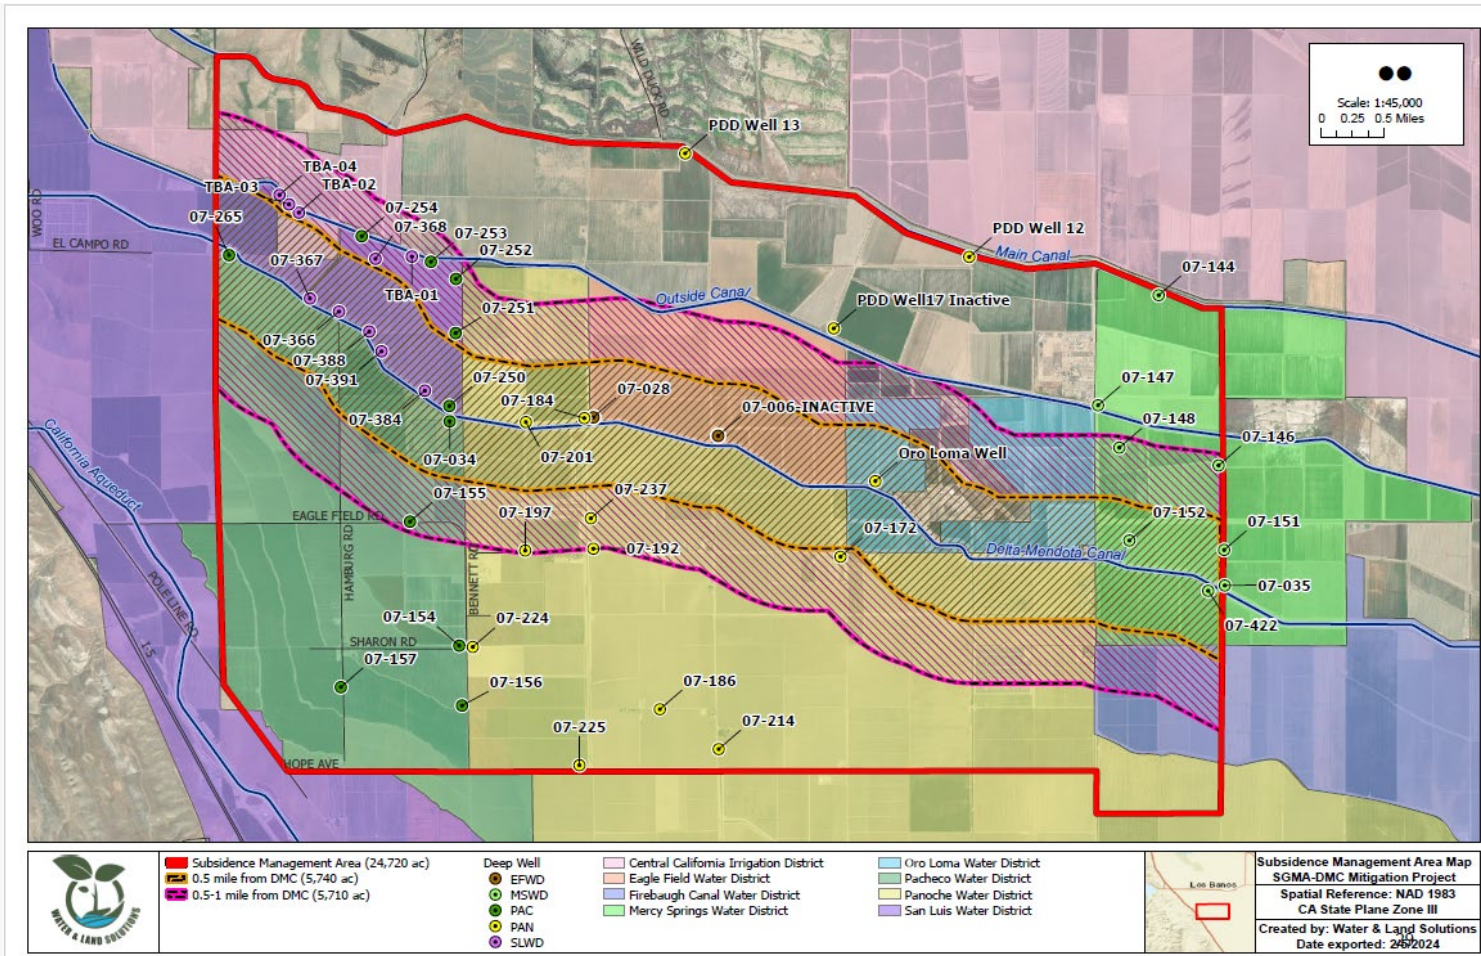 WILD DUCK RD
PDD Well 13
Scale: 1:45,000
0 0.25 0.5 Miles
TBA-04
TBA-03
TBA-02
07-265
07-254
07-368
07-253
07-252
WOO RD
EL CAMPO RD
07-367
TBA-01
07-251
PDD Well 12
Main Canal
07-144
Outside Canal
PDD Well17 Inactive
07-366
07-388
07-391
07-250
07-184
07-028
07-006-INACTIVE
07-147
07-384
07-034
07-201
07-148
07-146
California Aqueduct
Oro Loma Well
07-155
07-237
EAGLE FIELD RD
07-197
07-192
07-172
07-152
07-151
Delta-Mendota Canal
HAMBURG RD
BENNETT RD
POLE LINE RD
I-5
07-035
07-154
07-224
07-422
SHARON RD
07-157
07-156
07-186
07-225
07-214
HOPE AVE
WATER & LAND SOLUTIONS
Subsidence Management Area (24,720 ac)
0.5 mile from DMC (5,740 ac)
0.5-1 mile from DMC (5,710 ac)
Deep Well
EFWD
MSWD
PAC
PAN
SLWD
Central California Irrigation District
Eagle Field Water District
Firebaugh Canal Water District
Mercy Springs Water District
Oro Loma Water District
Pacheco Water District
Panoche Water District
San Luis Water District
Los Banos
Subsidence Management Area Map
SGMA-DMC Mitigation Project
Spatial Reference: NAD 1983
CA State Plane Zone III
Created by: Water & Land Solutions
Date exported: 2/5/2024